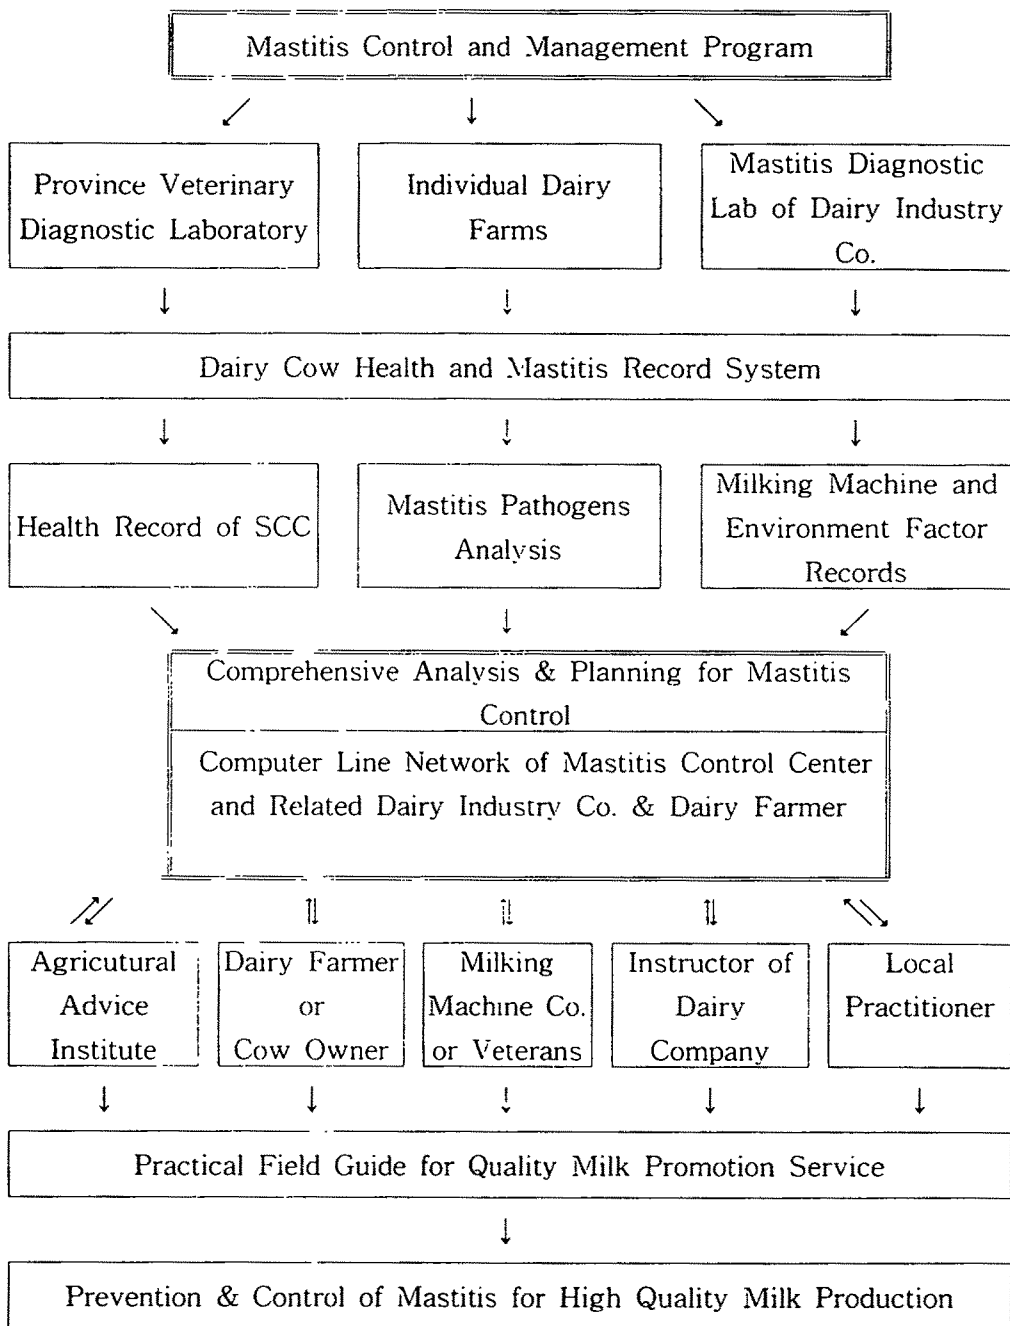 Mastitis Control and Management Program
Province Veterinary
Diagnostic Laboratory
Individual Dairy
Farms
Mastitis Diagnostic
Lab of Dairy Industry
Co.
Dairy Cow Health and Mastitis Record System
Health Record of SCC
Mastitis Pathogens
Analysis
Milking Machine and
Environment Factor
Records
Comprehensive Analysis & Planning for Mastitis
Control
Computer Line Network of Mastitis Control Center
and Related Dairy Industry Co. & Dairy Farmer
Agricutural
Advice
Institute
Dairy Farmer
or
Cow Owner
Milking
Machine Co.
or Veterans
Instructor of
Dairy
Company
Local
Practitioner
Practical Field Guide for Quality Milk Promotion Service
Prevention & Control of Mastitis for High Quality Milk Production